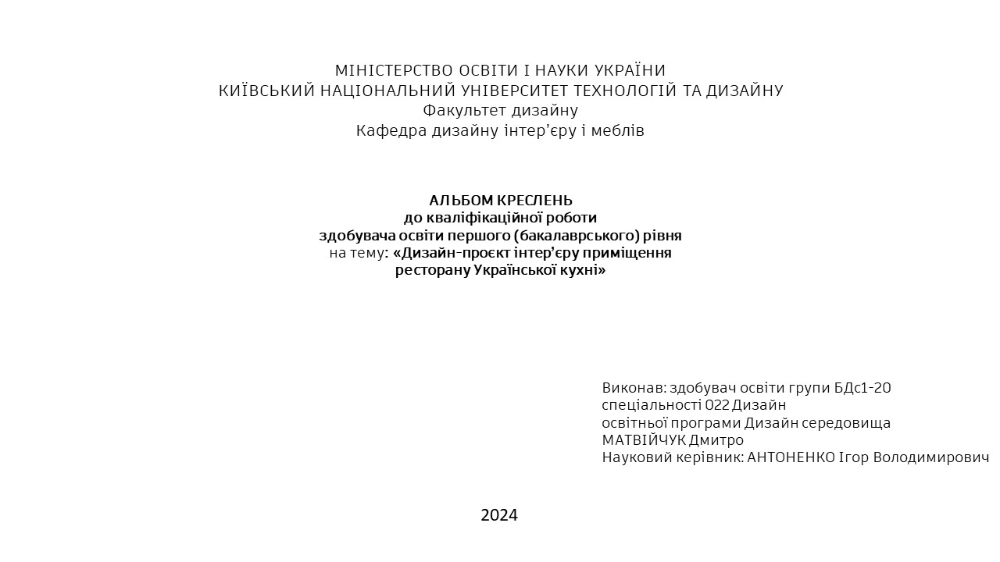 МІНІСТЕРСТВО ОСВІТИ І НАУКИ УКРАЇНИ
КИЇВСЬКИЙ НАЦІОНАЛЬНИЙ УНІВЕРСИТЕТ ТЕХНОЛОГІЙ ТА ДИЗАЙНУ
Факультет дизайну
Кафедра дизайну інтер’єру і меблів
АЛЬБОМ КРЕСЛЕНЬ
до кваліфікаційної роботи
здобувача освіти першого (бакалаврського) рівня
на тему: «Дизайн-проєкт інтер’єру приміщення
ресторану Української кухні»
Виконав: здобувач освіти групи БДс1-20
спеціальності 022 Дизайн
освітньої програми Дизайн середовища
МАТВІЙЧУК Дмитро
Науковий керівник: АНТОНЕНКО Ігор Володимирович
2024